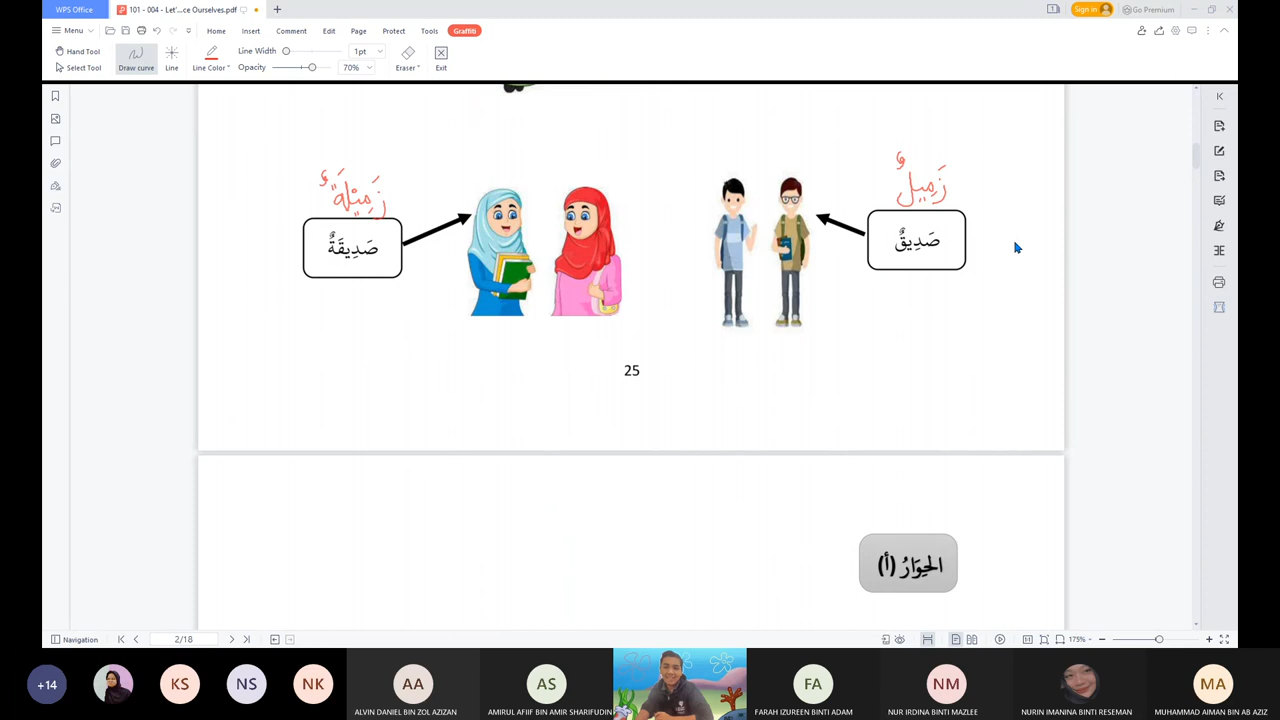 WPS Office
101 - 004 - Let'...ce Ourselves.pdf
Sign in
Go Premium
Menu
Home
Insert
Comment
Edit
Page
Protect
Tools
Graffiti
Hand Tool
Select Tool
Draw curve
Line
Line Color
Line Width
1pt
Opacity
70%
Eraser
Exit
زَمِيلٌ
زَمِيْلَةٌ
صَدِيقٌ
صَدِيقَةٌ
25
الحِوَارُ (أ)
Navigation
2/18
175%
+14
KS
NS
NK
AA
ALVIN DANIEL BIN ZOL AZIZAN
AS
AMIRUL AFIIF BIN AMIR SHARIFUDIN
FA
FARAH IZUREEN BINTI ADAM
NM
NUR IRDINA BINTI MAZLEE
NURIN IMANINA BINTI RESEMAN
MA
MUHAMMAD AIMAN BIN AB AZIZ